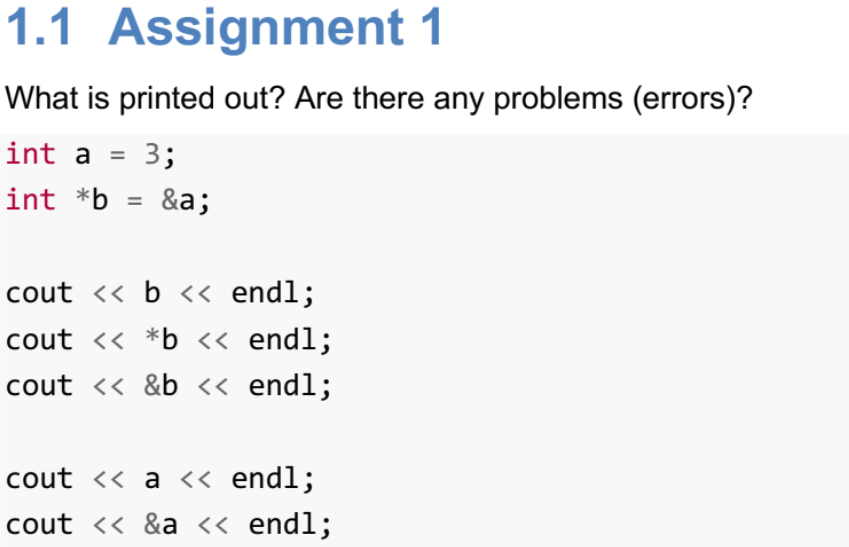 1.1 Assignment 1
What is printed out? Are there any problems (errors)?
int a = 3;
int *b = &a;
cout << b << endl;
cout << *b << endl;
cout << &b << endl;
cout << a << endl;
cout << &a << endl;